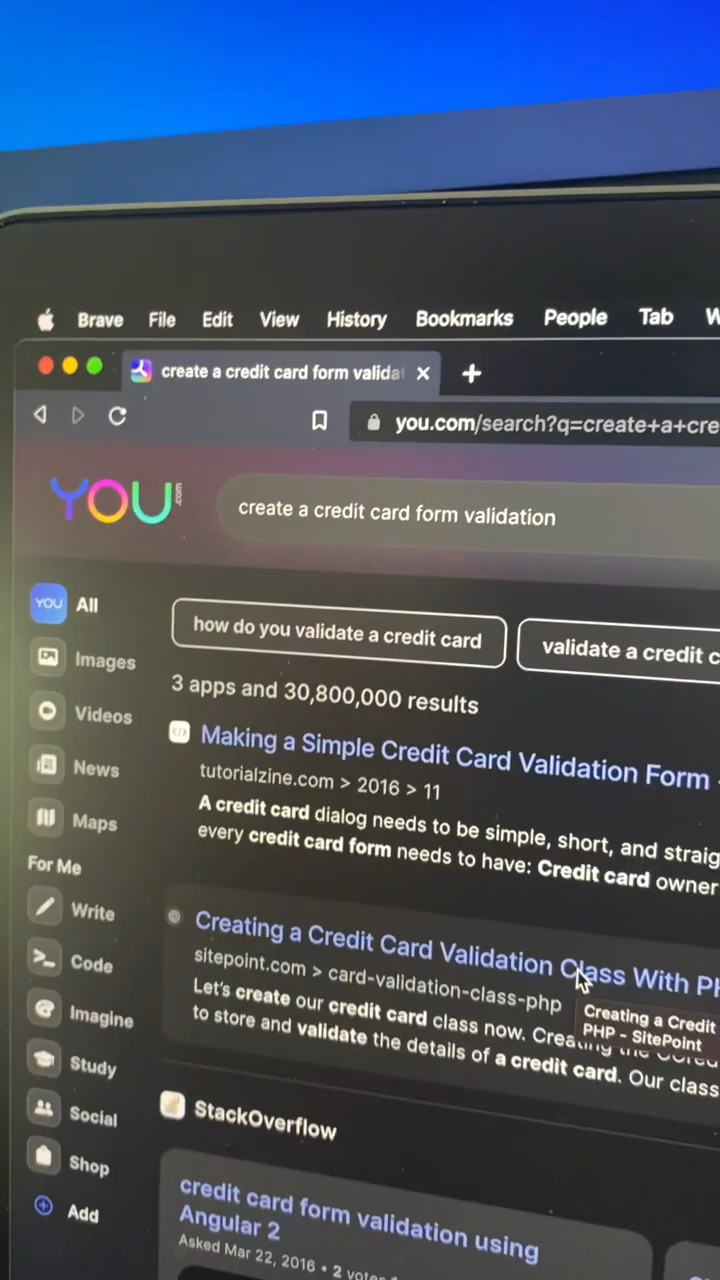 Brave File Edit View History Bookmarks People Tab
create a credit card form valida
you.com/search?q=create+a+cre
YOU.com
create a credit card form validation
YOU All
how do you validate a credit card
validate a credit c
Images
3 apps and 30,800,000 results
Videos
Making a Simple Credit Card Validation Form
tutorialzine.com > 2016 > 11
News
A credit card dialog needs to be simple, short, and straig
Maps
every credit card form needs to have: Credit card owner
For Me
Write
Creating a Credit Card Validation Class With PH
Code
sitepoint.com > card-validation-class-php
Let's create our credit card class now. Creating the
Creating a Credit
PHP - SitePoint
Imagine
to store and validate the details of a credit card. Our class
Study
Social
StackOverflow
Shop
credit card form validation using
Angular 2
Add
Asked Mar 22, 2016 • 2